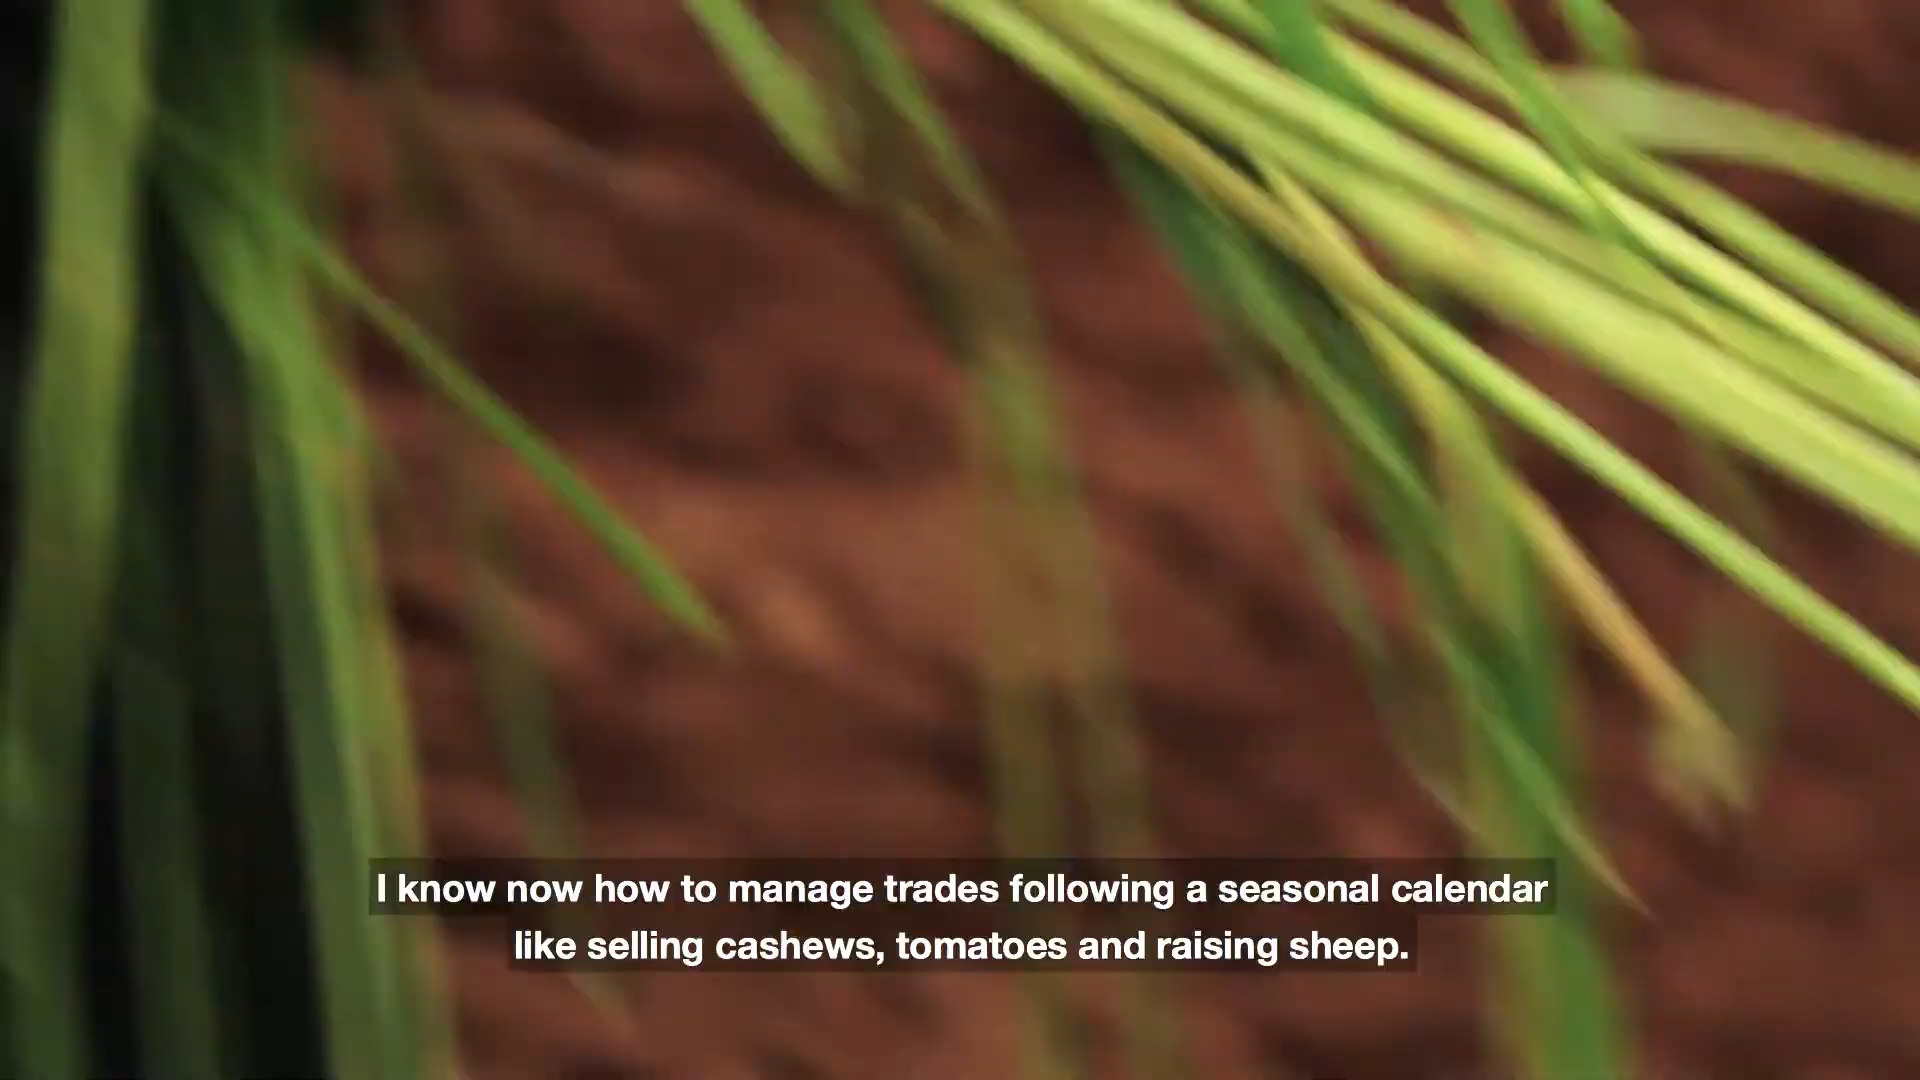 I know now how to manage trades following a seasonal calendar
like selling cashews, tomatoes and raising sheep.